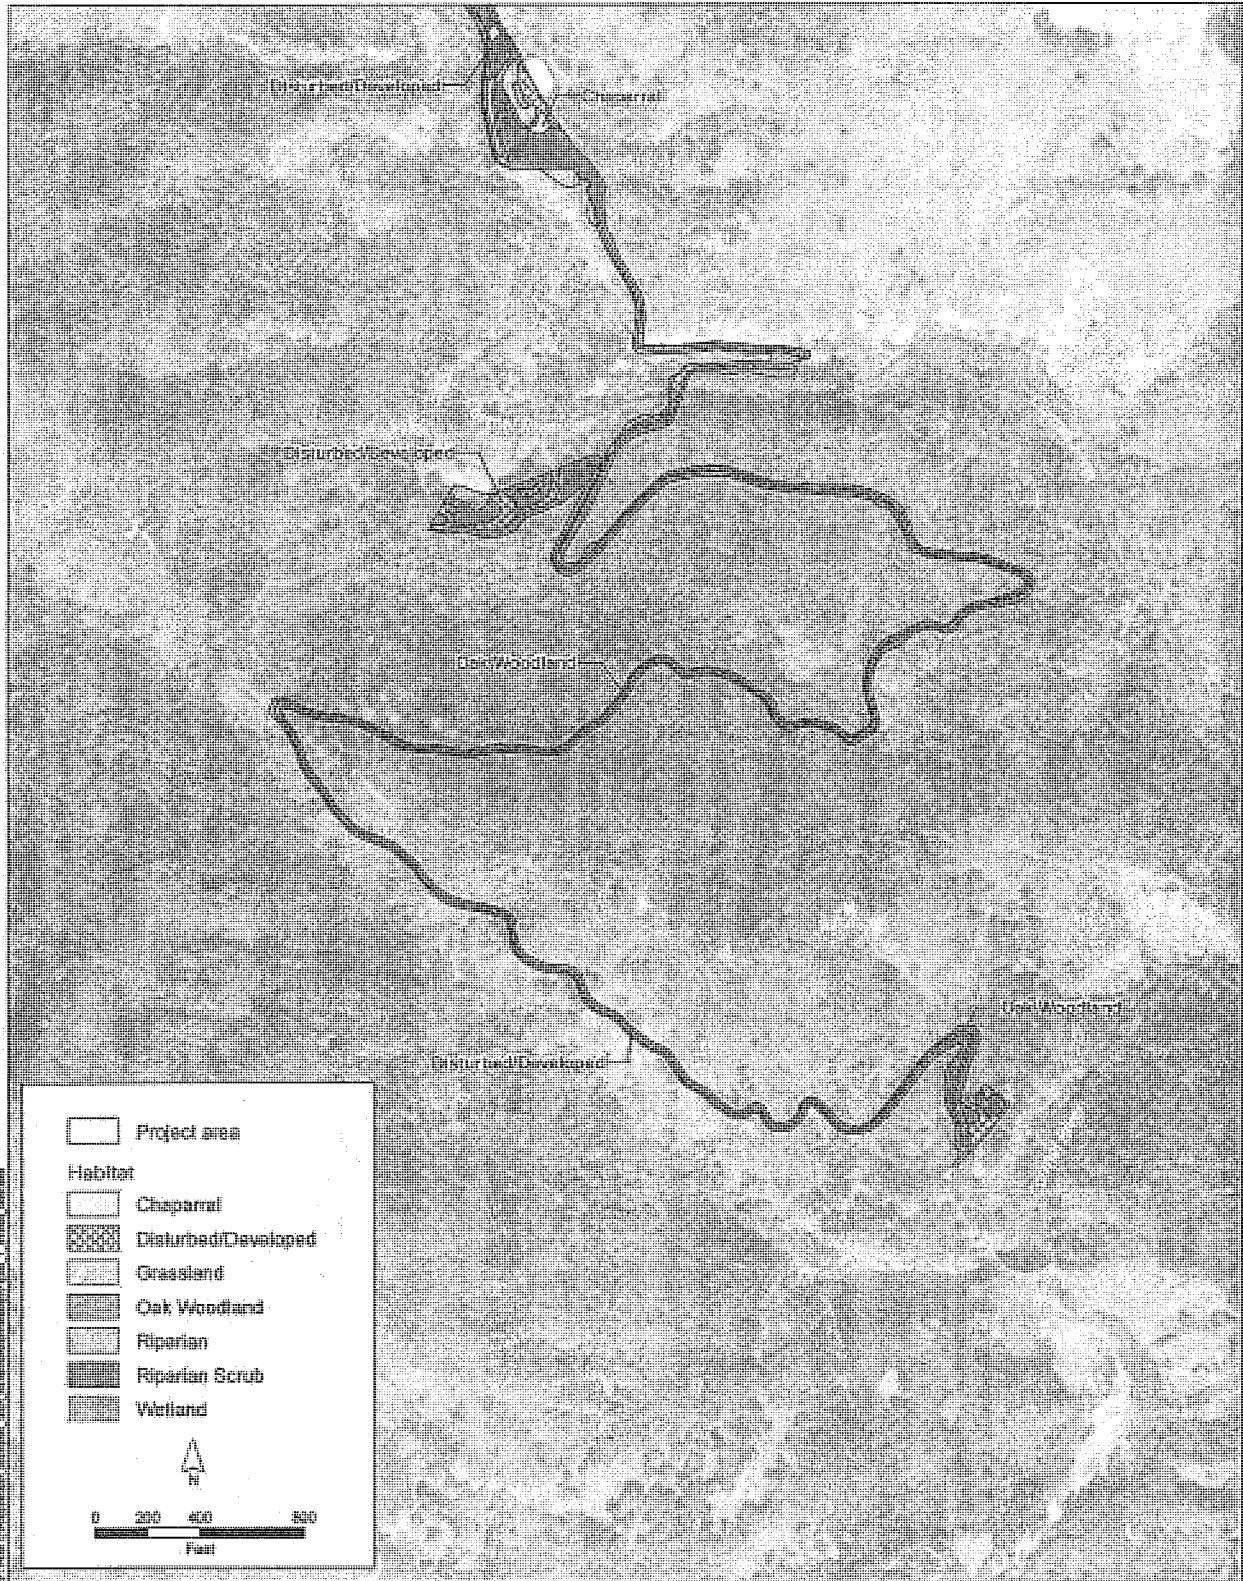 Disturbed/Developed
Chaparral
Disturbed/Developed
Oak Woodland
Oak Woodland
Disturbed/Developed
Project area
Habitat
Chaparral
Disturbed/Developed
Grassland
Oak Woodland
Riparian
Riparian Scrub
Wetland
N
0 200 400 800
Feet